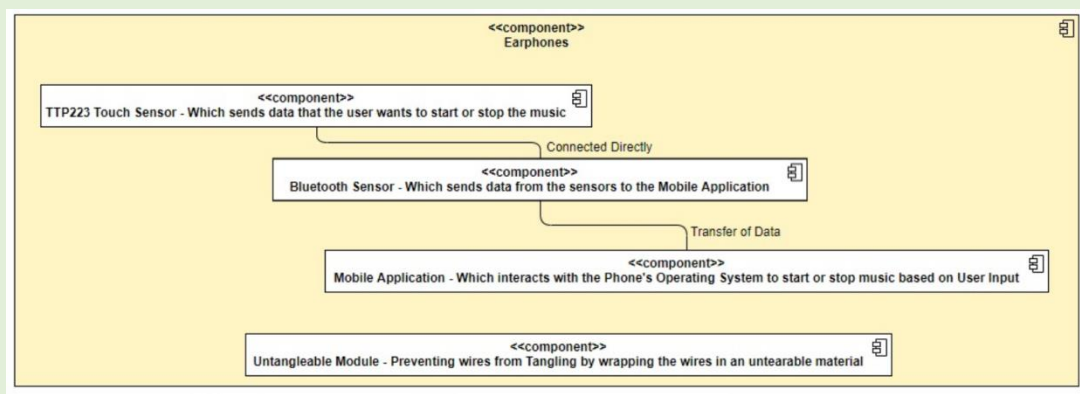 <<component>>
Earphones
<<component>>
TTP223 Touch Sensor - Which sends data that the user wants to start or stop the music
Connected Directly
<<component>>
Bluetooth Sensor - Which sends data from the sensors to the Mobile Application
Transfer of Data
<<component>>
Mobile Application - Which interacts with the Phone's Operating System to start or stop music based on User Input
<<component>>
Untangleable Module - Preventing wires from Tangling by wrapping the wires in an untearable material